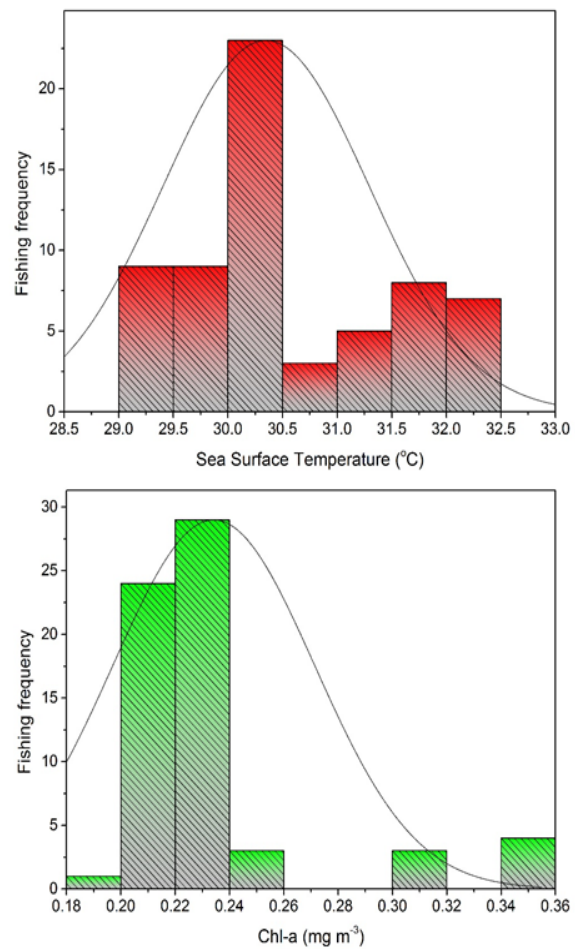 Fishing frequency
20
15
10
5
0
28.5 29.0 29.5 30.0 30.5 31.0 31.5 32.0 32.5 33.0
Sea Surface Temperature (°C)
Fishing frequency
30
25
20
15
10
5
0
0.18 0.20 0.22 0.24 0.26 0.28 0.30 0.32 0.34 0.36
Chl-a (mg m⁻³)